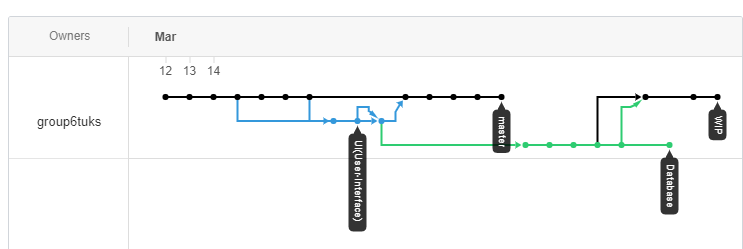 Owners
Mar
12 13 14
group6tuks
UI(User-Interface)
master
Database
WIP